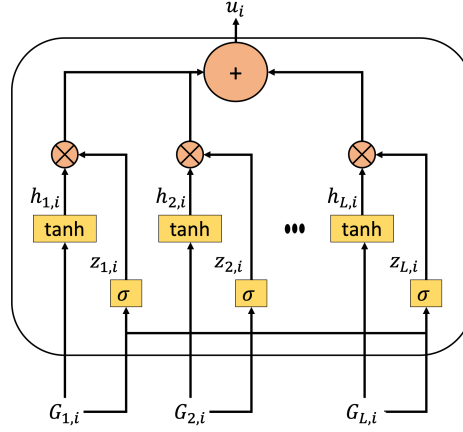 u_i
+
h_{1,i} h_{2,i} h_{L,i}
tanh tanh ••• tanh
z_{1,i} z_{2,i} z_{L,i}
σ σ σ
G_{1,i} G_{2,i} G_{L,i}